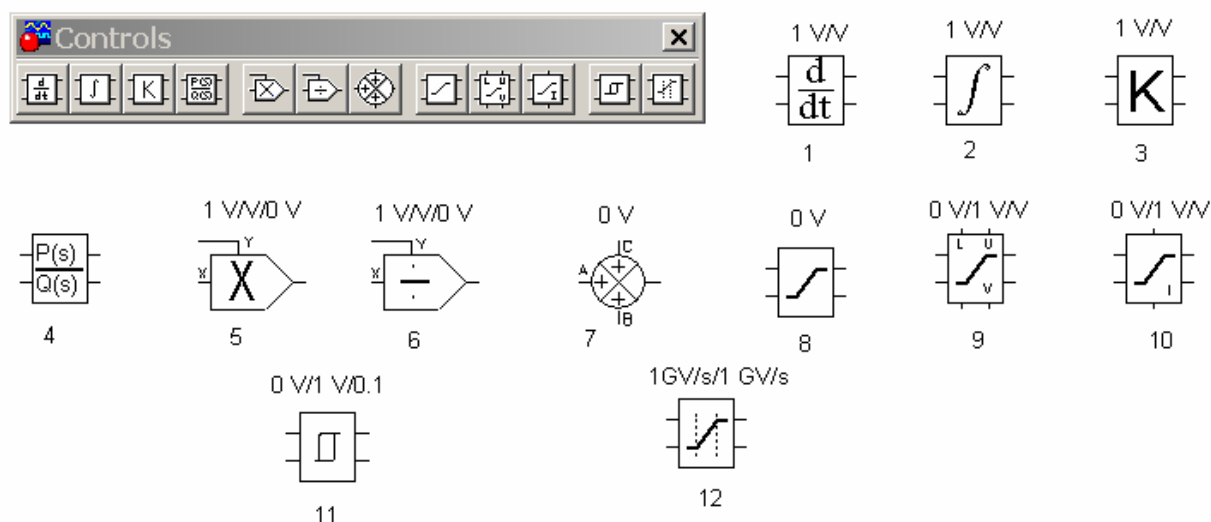 Controls
d/dt ∫ K P(s)/Q(s) X ÷ + + + + L U V I
1 V/V 1 V/V 1 V/V
d/dt ∫ K
1 2 3
1 V/V/0 V 1 V/V/0 V 0 V 0 V 0 V/1 V/V 0 V/1 V/V
P(s)/Q(s) X Y X X Y ÷ A C B + + + L U V I
4 5 6 7 8 9 10
0 V/1 V/0.1 1GV/s/1 GV/s
11 12